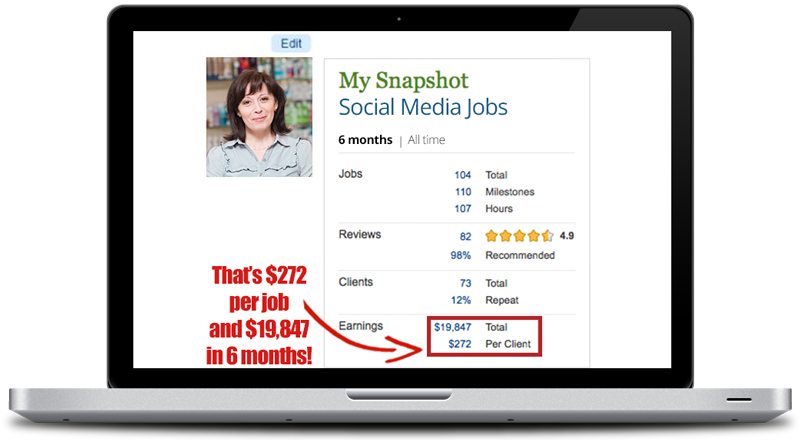 Edit
My Snapshot
Social Media Jobs
6 months | All time
Jobs 104 Total
110 Milestones
107 Hours
Reviews 82 4.9
98% Recommended
Clients 73 Total
12% Repeat
Earnings $19,847 Total
$272 Per Client
That's $272
per job
and $19,847
in 6 months!